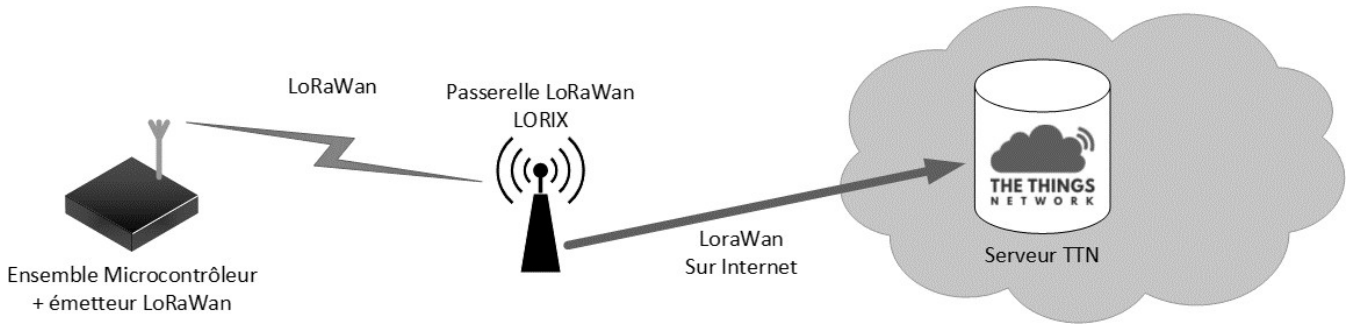 LoRaWan
Passerelle LoRaWan
LORIX
THE THINGS
NETWORK
LoraWan
Sur Internet
Serveur TTN
Ensemble Microcontrôleur
+ émetteur LoRaWan